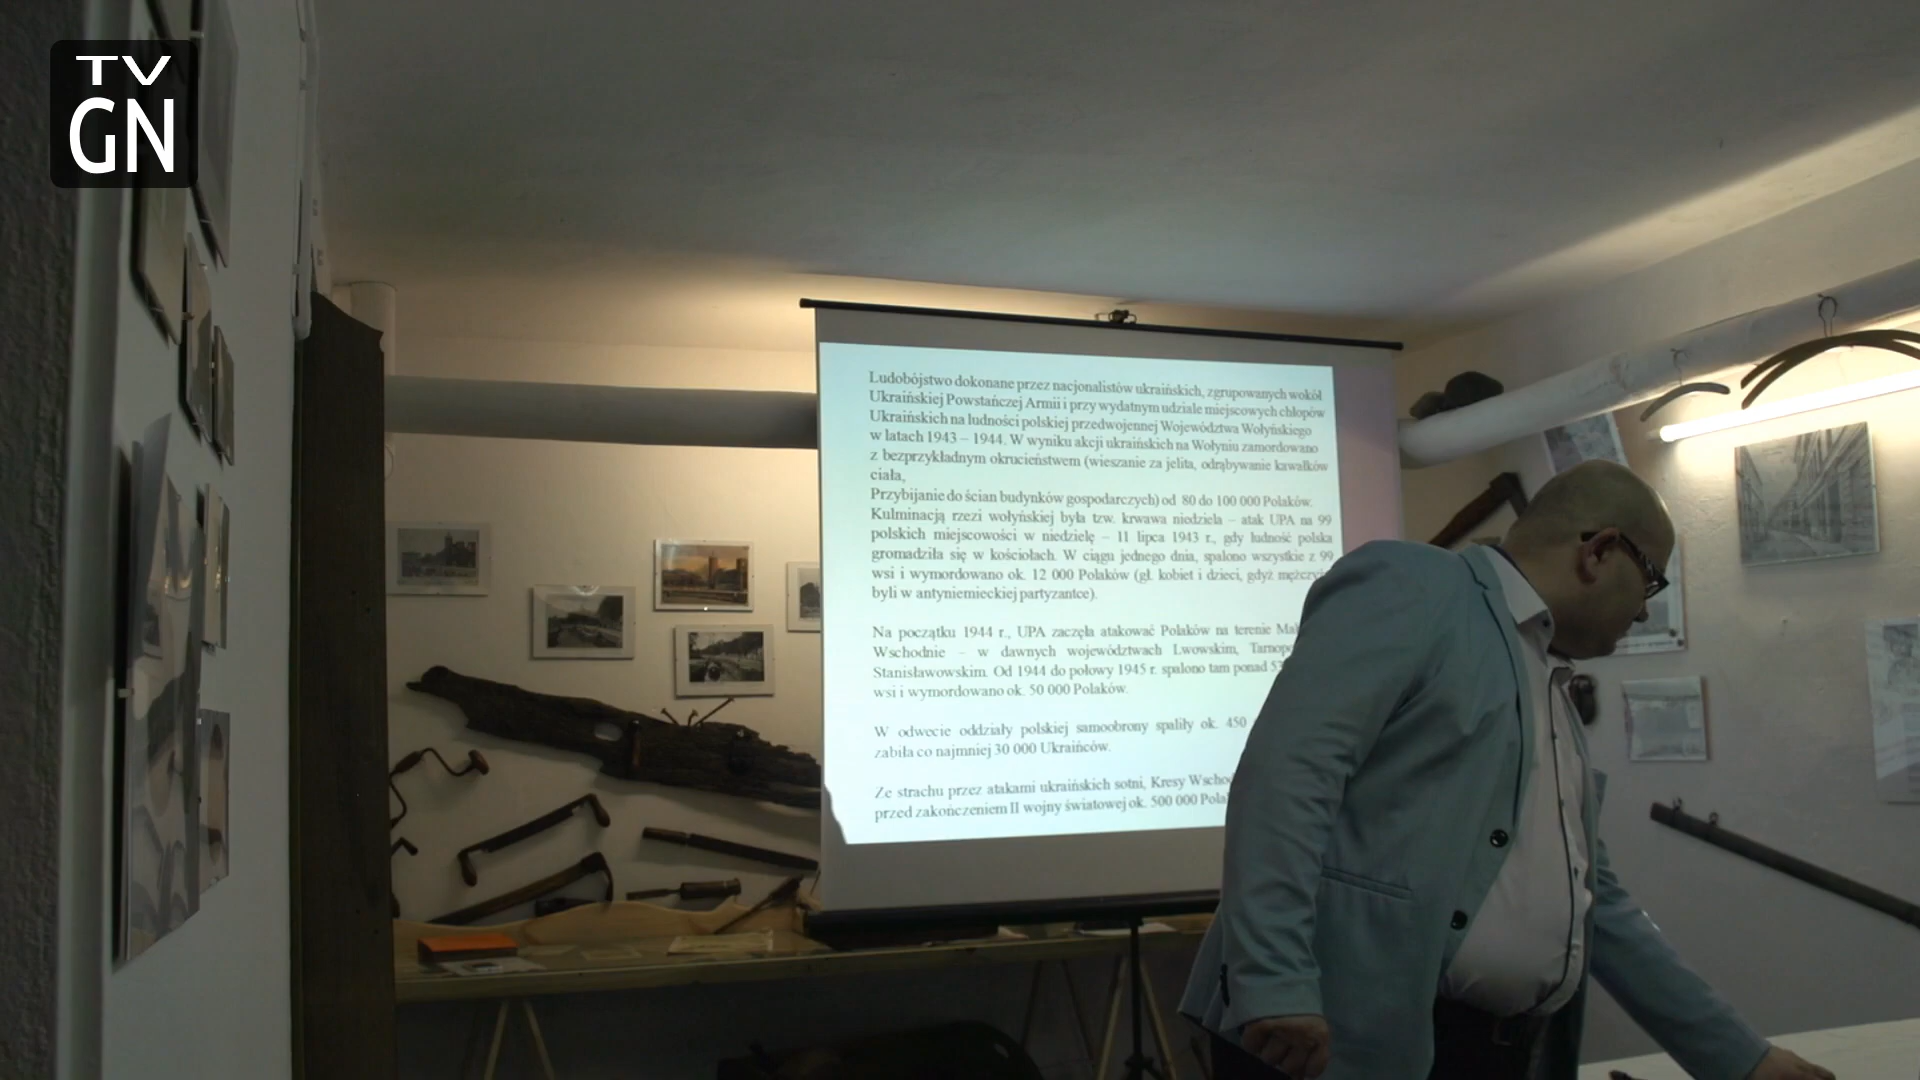 TV
GN
Ludobójstwo dokonane przez nacjonalistów ukraińskich, zgrupowanych wokół
Ukraińskiej Powstańczej Armii i przy wydatnym udziale miejscowych chłopów
Ukraińskich na ludności polskiej przedwojennej Województwa Wołyńskiego
w latach 1943 – 1944. W wyniku akcji ukraińskich na Wołyniu zamordowano
z bezprzykładnym okrucieństwem (wieszanie za jelita, odrąbywanie kawałków
ciała,
Przybijanie do ścian budynków gospodarczych) od 80 do 100 000 Polaków.
Kulminacją rzezi wołyńskiej była tzw. krwawa niedziela – atak UPA na 99
polskich miejscowości w niedzielę – 11 lipca 1943 r., gdy ludność polska
gromadziła się w kościołach. W ciągu jednego dnia, spalono wszystkie z 99
wsi i wymordowano ok. 12 000 Polaków (gł. kobiet i dzieci, gdyż
byli w antyniemieckiej partyzantce).
Na początku 1944 r., UPA zaczęła atakować Polaków na terenie
Wschodnie – w dawnych województwach Lwowskim,
Stanisławowskim. Od 1944 do połowy 1945 r. spalono tam ponad
wsi i wymordowano ok. 50 000 Polaków.
W odwecie oddziały polskiej samoobrony spaliły ok. 450
zabiła co najmniej 30 000 Ukraińców.
Ze strachu przez atakami ukraińskich sotni, Kresy
przed zakończeniem II wojny światowej ok. 500 000